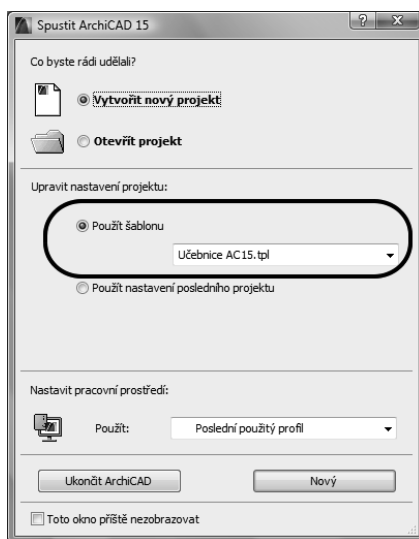 Spustit ArchiCAD 15
? X
Co byste rádi udělali?
Vytvořit nový projekt
Otevřít projekt
Upravit nastavení projektu:
Použít šablonu
Učebnice AC15.tpl
Použít nastavení posledního projektu
Nastavit pracovní prostředí:
Použít: Poslední použitý profil
Ukončit ArchiCAD Nový
Toto okno příště nezobrazovat